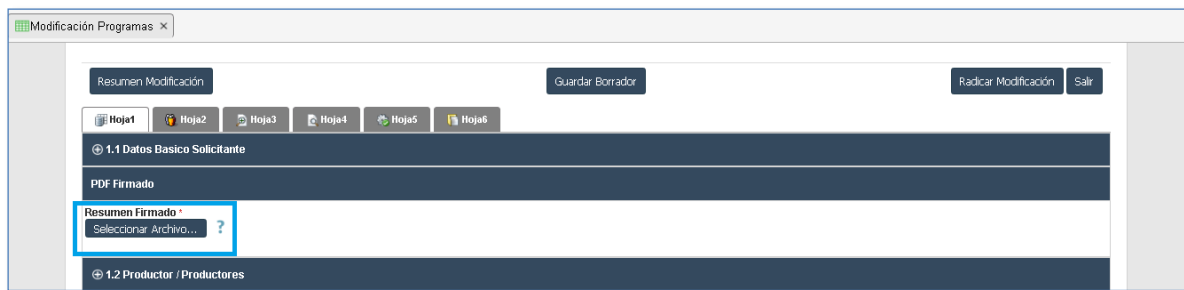 Modificación Programas ×
Resumen Modificación Guardar Borrador Radicar Modificación Salir
Hoja1 Hoja2 Hoja3 Hoja4 Hoja5 Hoja6
1.1 Datos Basico Solicitante
PDF Firmado
Resumen Firmado *
Seleccionar Archivo... ?
1.2 Productor / Productores